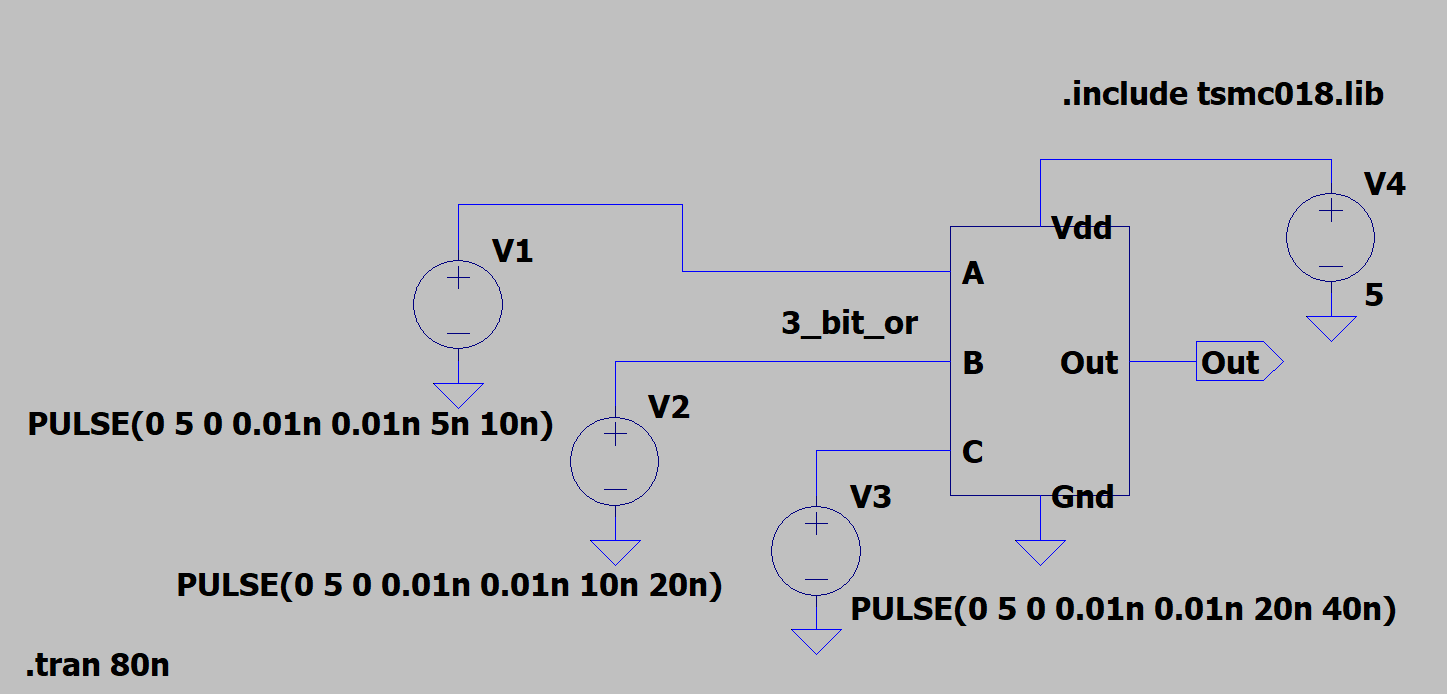 .include tsmc018.lib
V4
Vdd
V1
A
5
3_bit_or
B
Out
Out
V2
PULSE(0 5 0 0.01n 0.01n 5n 10n)
C
V3
Gnd
PULSE(0 5 0 0.01n 0.01n 10n 20n)
PULSE(0 5 0 0.01n 0.01n 20n 40n)
.tran 80n